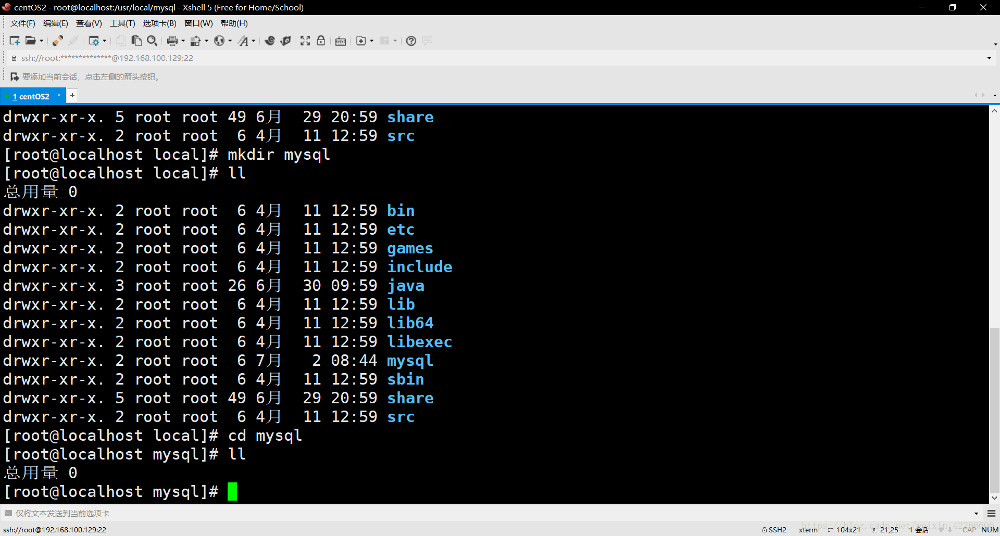 centOS2 - root@localhost:/usr/local/mysql - Xshell 5 (Free for Home/School)
文件(F) 编辑(E) 查看(V) 工具(T) 选项卡(B) 窗口(W) 帮助(H)
ssh://root:**************@192.168.100.129:22
要添加当前会话，点击左侧的箭头按钮。
1 centOS2 × +
drwxr-xr-x. 5 root root 49 6月  29 20:59 share
drwxr-xr-x. 2 root root  6 4月  11 12:59 src
[root@localhost local]# mkdir mysql
[root@localhost local]# ll
总用量 0
drwxr-xr-x. 2 root root  6 4月  11 12:59 bin
drwxr-xr-x. 2 root root  6 4月  11 12:59 etc
drwxr-xr-x. 2 root root  6 4月  11 12:59 games
drwxr-xr-x. 2 root root  6 4月  11 12:59 include
drwxr-xr-x. 3 root root 26 6月  30 09:59 java
drwxr-xr-x. 2 root root  6 4月  11 12:59 lib
drwxr-xr-x. 2 root root  6 4月  11 12:59 lib64
drwxr-xr-x. 2 root root  6 4月  11 12:59 libexec
drwxr-xr-x. 2 root root  6 7月   2 08:44 mysql
drwxr-xr-x. 2 root root  6 4月  11 12:59 sbin
drwxr-xr-x. 5 root root 49 6月  29 20:59 share
drwxr-xr-x. 2 root root  6 4月  11 12:59 src
[root@localhost local]# cd mysql
[root@localhost mysql]# ll
总用量 0
[root@localhost mysql]#
仅将文本发送到当前选项卡
https://blog.csdn.net/weixin_42266606
ssh://root@192.168.100.129:22 SSH2 xterm 104x21 21,25 1 会话 CAP NUM